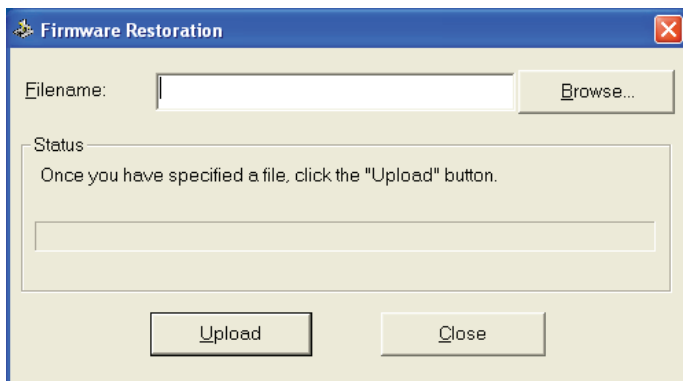 Firmware Restoration
Filename:
Browse...
Status
Once you have specified a file, click the "Upload" button.
Upload
Close